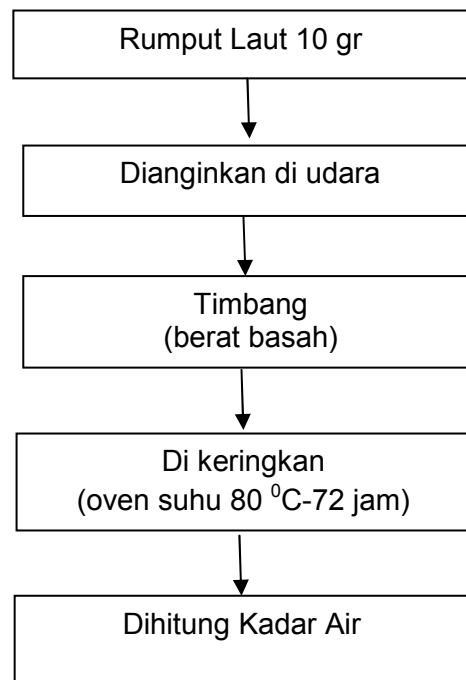 Rumput Laut 10 gr
Dianginkan di udara
Timbang
(berat basah)
Di keringkan
(oven suhu 80 ⁰C-72 jam)
Dihitung Kadar Air